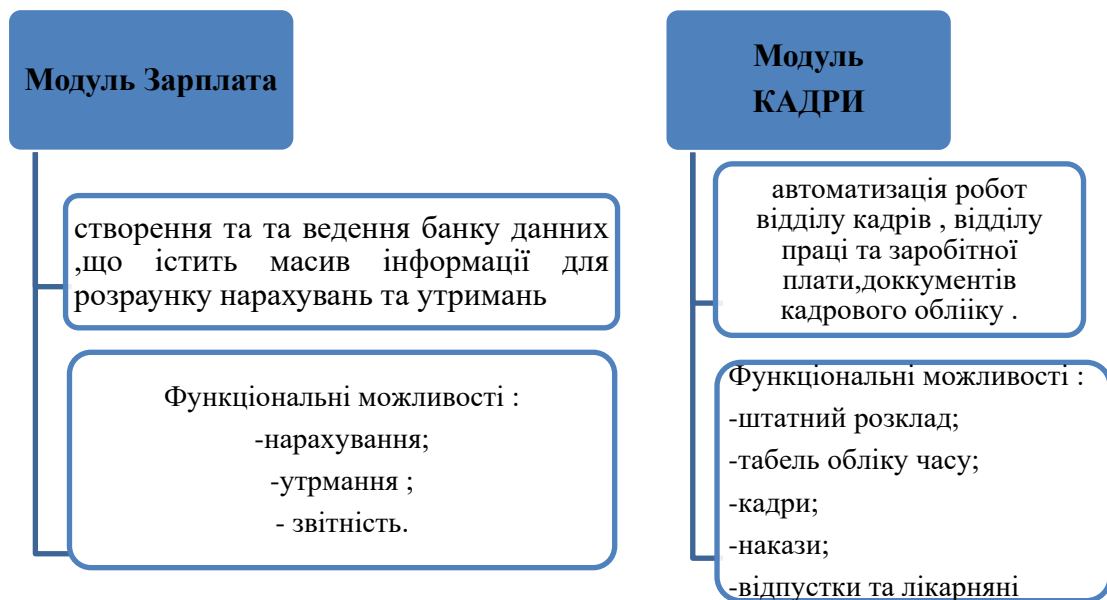 Модуль Зарплата
створення та та ведення банку данних
,що істить масив інформації для
розраунку нарахувань та утримань
Функціональні можливості :
-нарахування;
-утрмання ;
- звітність.
Модуль
КАДРИ
автоматизація робот
відділу кадрів , відділу
праці та заробітної
плати,доккументів
кадрового обліику .
Функціональні можливості :
-штатний розклад;
-табель обліку часу;
-кадри;
-накази;
-відпустки та лікарняні